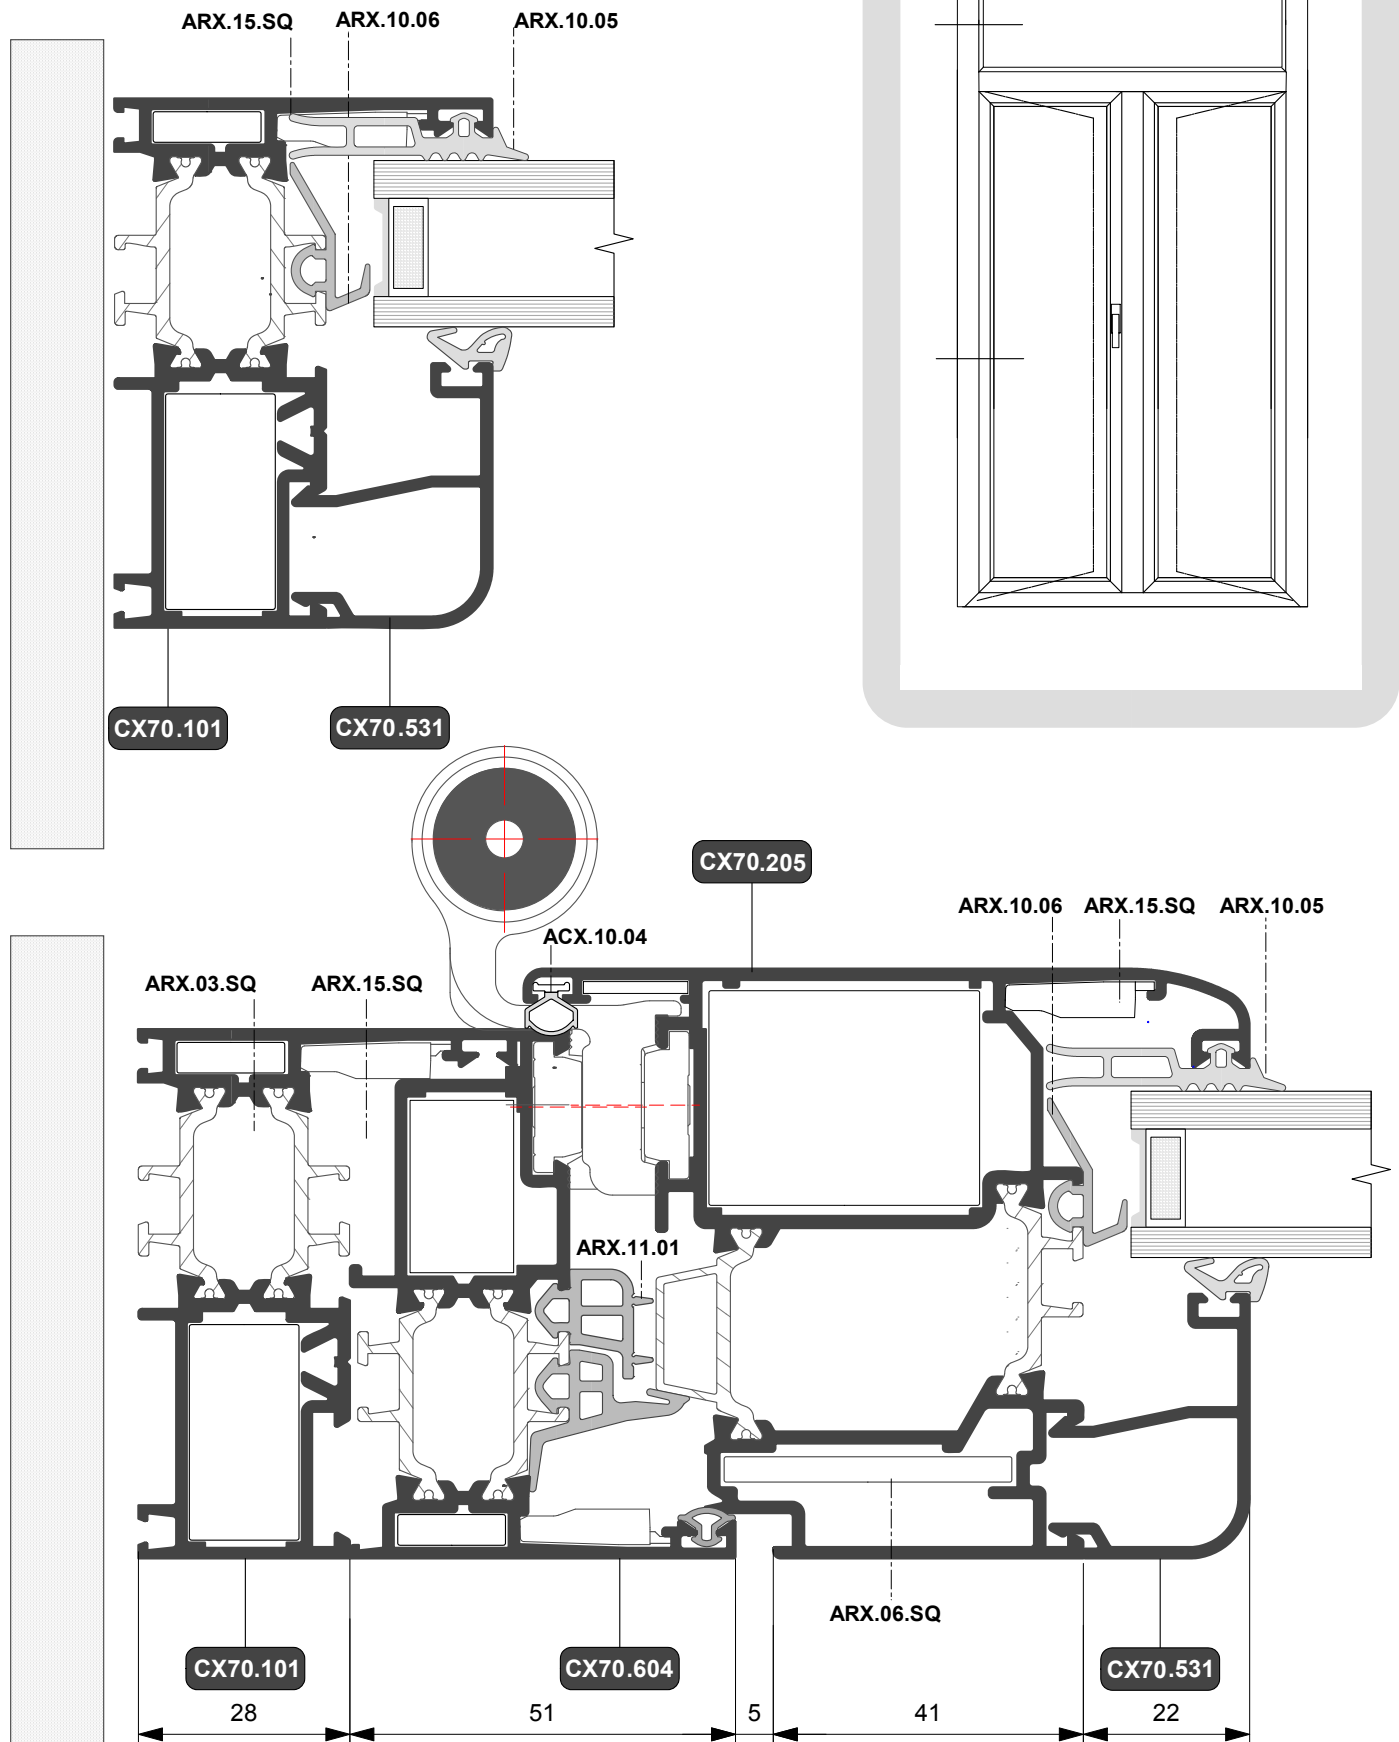 ARX.15.SQ ARX.10.06 ARX.10.05
CX70.101 CX70.531
CX70.205
ARX.10.06 ARX.15.SQ ARX.10.05
ACX.10.04
ARX.03.SQ ARX.15.SQ
ARX.11.01
ARX.06.SQ
CX70.101 CX70.604 CX70.531
28 51 5 41 22